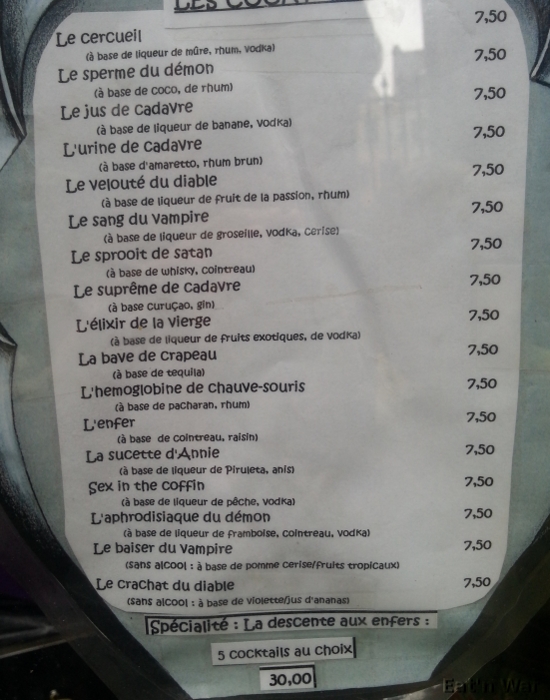 LES
Le cercueil 7,50
(à base de liqueur de mûre, rhum, vodka)
Le sperme du démon 7,50
(à base de coco, de rhum)
Le jus de cadavre 7,50
(à base de liqueur de banane, vodka)
L'urine de cadavre 7,50
(à base d'amaretto, rhum brun)
Le velouté du diable 7,50
(à base de liqueur de fruit de la passion, rhum)
Le sang du vampire 7,50
(à base de liqueur de groseille, vodka, cerise)
Le sprooit de satan 7,50
(à base de whisky, cointreau)
Le suprême de cadavre 7,50
(à base curuçao, gin)
L'élixir de la vierge 7,50
(à base de liqueur de fruits exotiques, de vodka)
La bave de crapeau 7,50
(à base de tequila)
L'hemoglobine de chauve-souris 7,50
(à base de pacharan, rhum)
L'enfer 7,50
(à base de cointreau, raisin)
La sucette d'Annie 7,50
(à base de liqueur de Piruleta, anis)
Sex in the coffin 7,50
(à base de liqueur de pêche, vodka)
L'aphrodisiaque du démon 7,50
(à base de liqueur de framboise, cointreau, vodka)
Le baiser du vampire 7,50
(sans alcool : à base de pomme cerise/fruits tropicaux)
Le crachat du diable 7,50
(sans alcool : à base de violette/jus d'ananas)
Spécialité : La descente aux enfers :
5 cocktails au choix
30,00